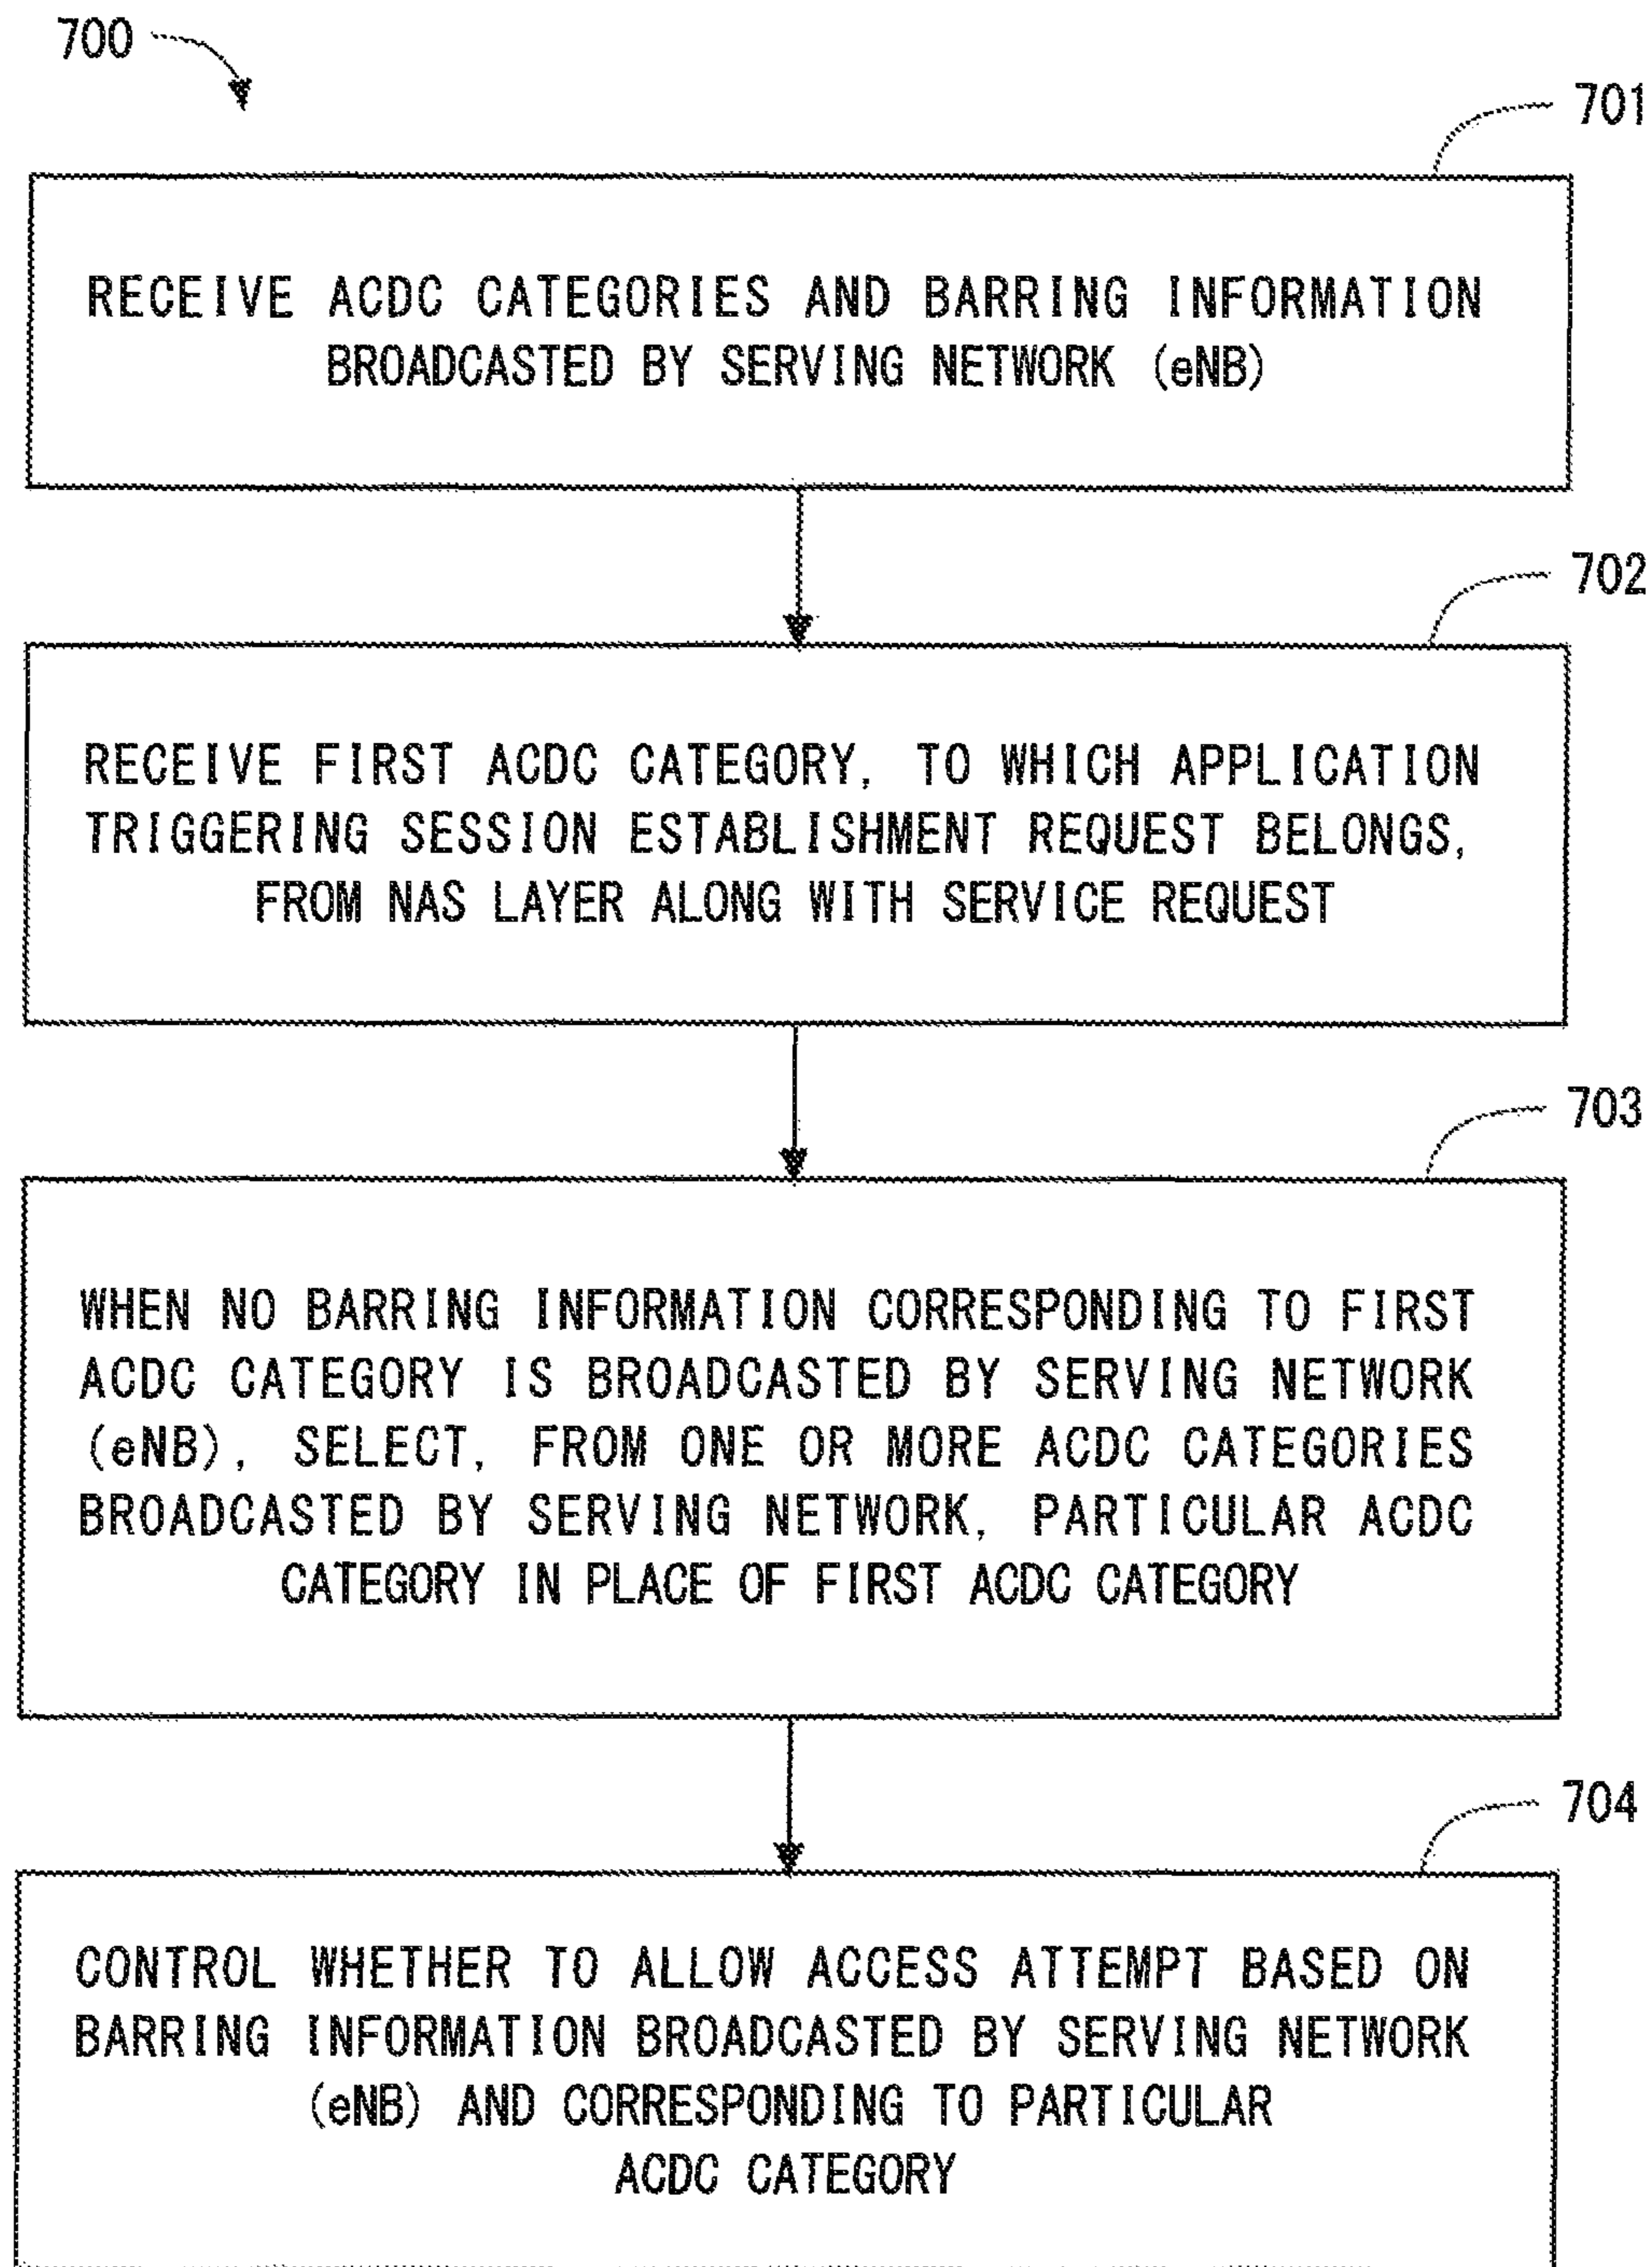 700
701
RECEIVE ACDC CATEGORIES AND BARRING INFORMATION
BROADCASTED BY SERVING NETWORK (eNB)
702
RECEIVE FIRST ACDC CATEGORY, TO WHICH APPLICATION
TRIGGERING SESSION ESTABLISHMENT REQUEST BELONGS,
FROM NAS LAYER ALONG WITH SERVICE REQUEST
703
WHEN NO BARRING INFORMATION CORRESPONDING TO FIRST
ACDC CATEGORY IS BROADCASTED BY SERVING NETWORK
(eNB), SELECT, FROM ONE OR MORE ACDC CATEGORIES
BROADCASTED BY SERVING NETWORK, PARTICULAR ACDC
CATEGORY IN PLACE OF FIRST ACDC CATEGORY
704
CONTROL WHETHER TO ALLOW ACCESS ATTEMPT BASED ON
BARRING INFORMATION BROADCASTED BY SERVING NETWORK
(eNB) AND CORRESPONDING TO PARTICULAR
ACDC CATEGORY